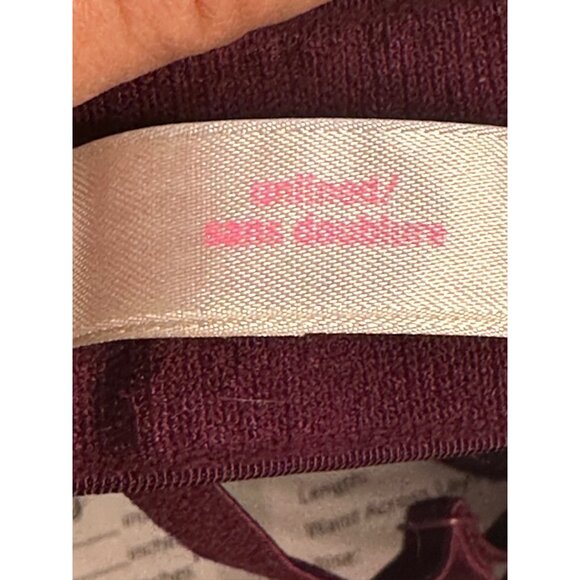 unlined/
sans doublure
Length:
Waist Across